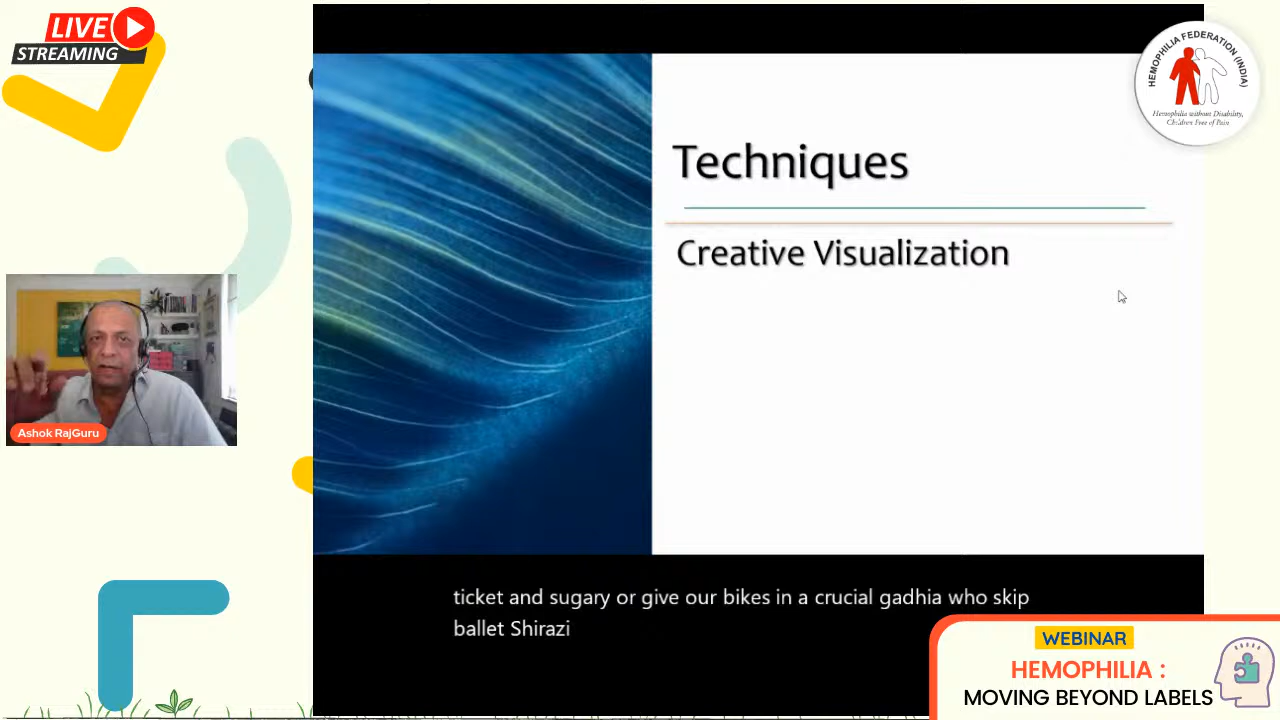 LIVE
STREAMING
HEMOPHILIA FEDERATION (INDIA)
Hemophilia without Disability,
Children Free of Pain
Techniques
Creative Visualization
Ashok RajGuru
ticket and sugary or give our bikes in a crucial gadhia who skip
ballet Shirazi
WEBINAR
HEMOPHILIA :
MOVING BEYOND LABELS